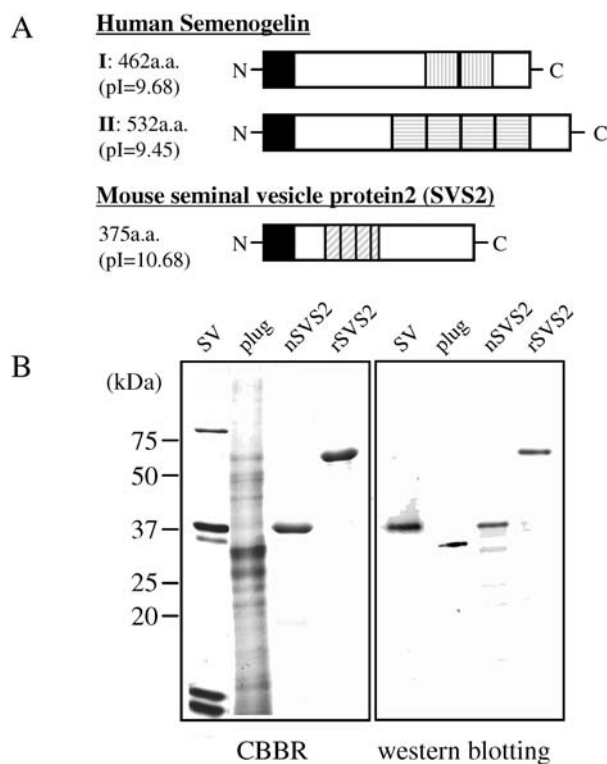 A
Human Semenogelin
I: 462a.a.
(pI=9.68)
N
C
II: 532a.a.
(pI=9.45)
N
C
Mouse seminal vesicle protein2 (SVS2)
375a.a.
(pI=10.68)
N
C
B
SV plug nSVS2 rSVS2 SV plug nSVS2 rSVS2
(kDa)
75
50
37
25
20
CBBR western blotting